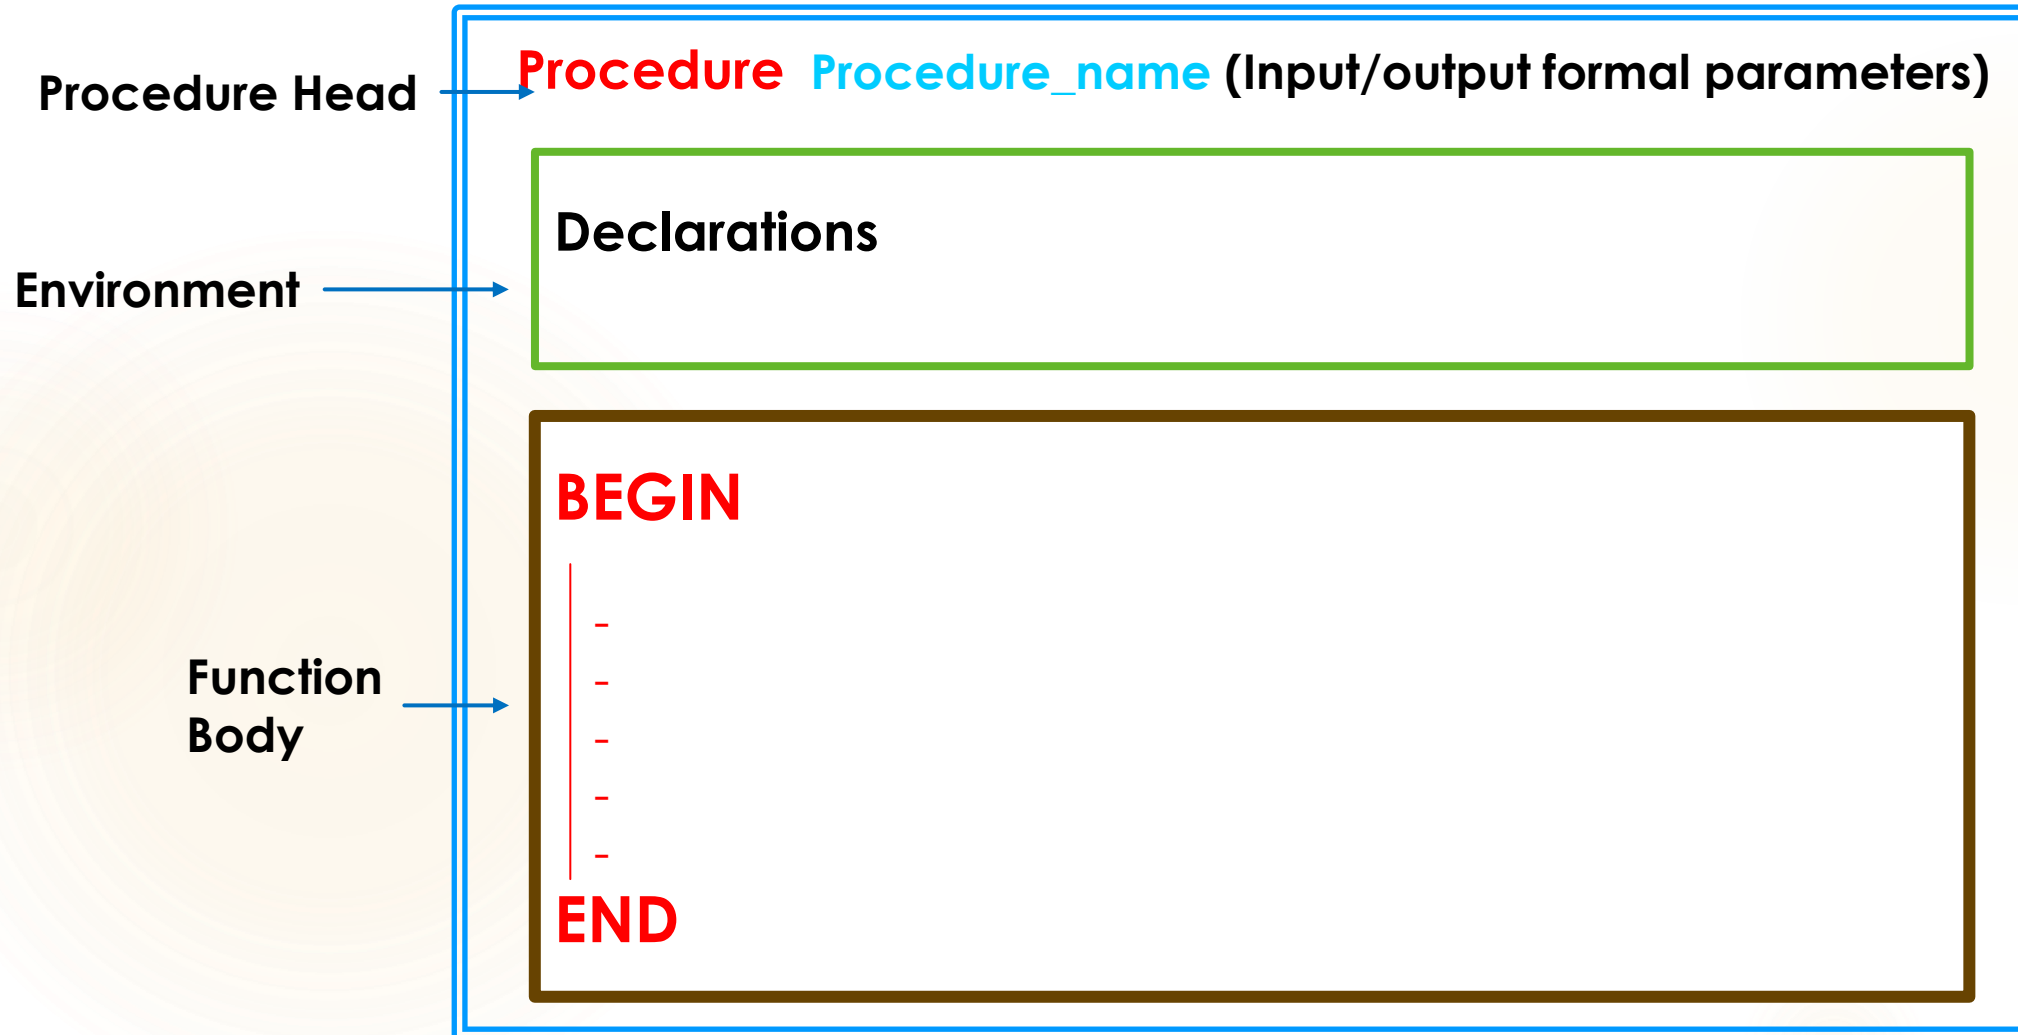 Procedure Head
Procedure Procedure_name (Input/output formal parameters)
Environment
Declarations
Function
Body
BEGIN
-
-
-
-
-
END